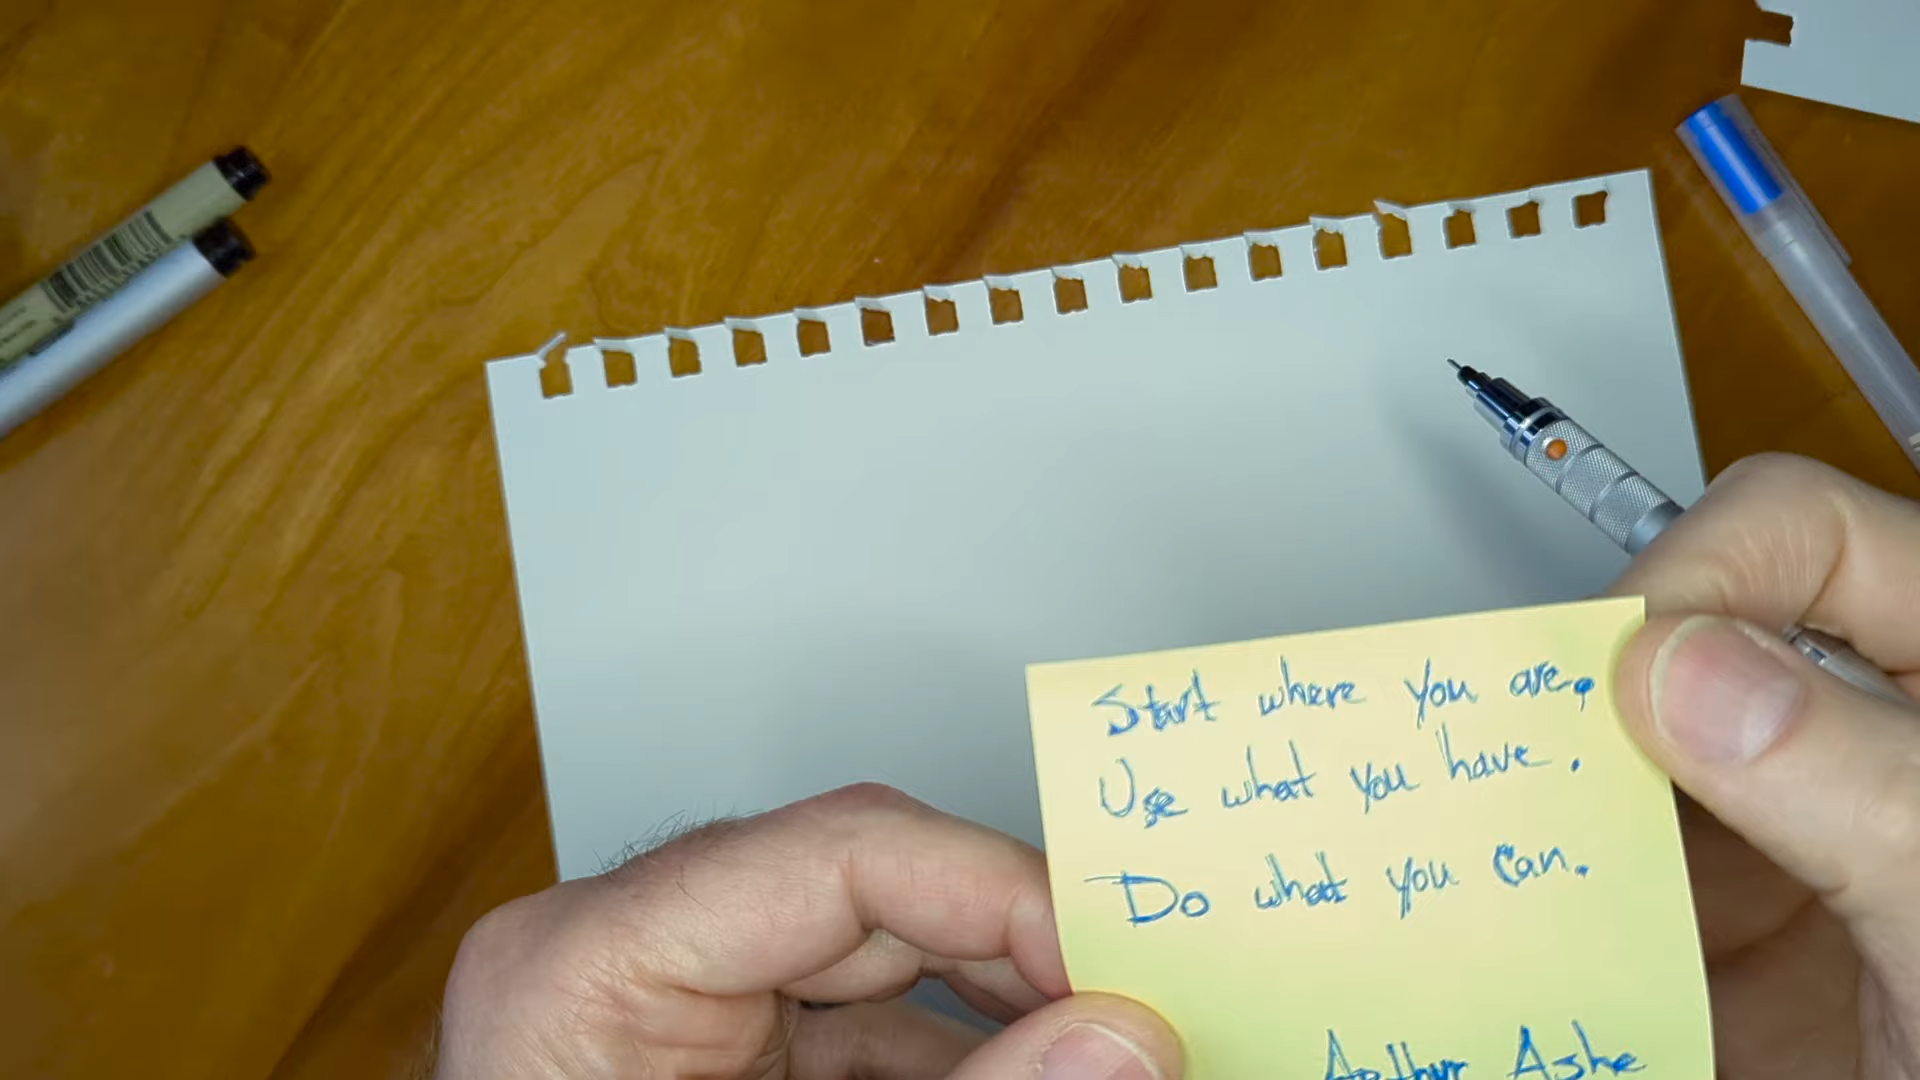 Start where you are.
Use what you have.
Do what you can.
Arthur Ashe